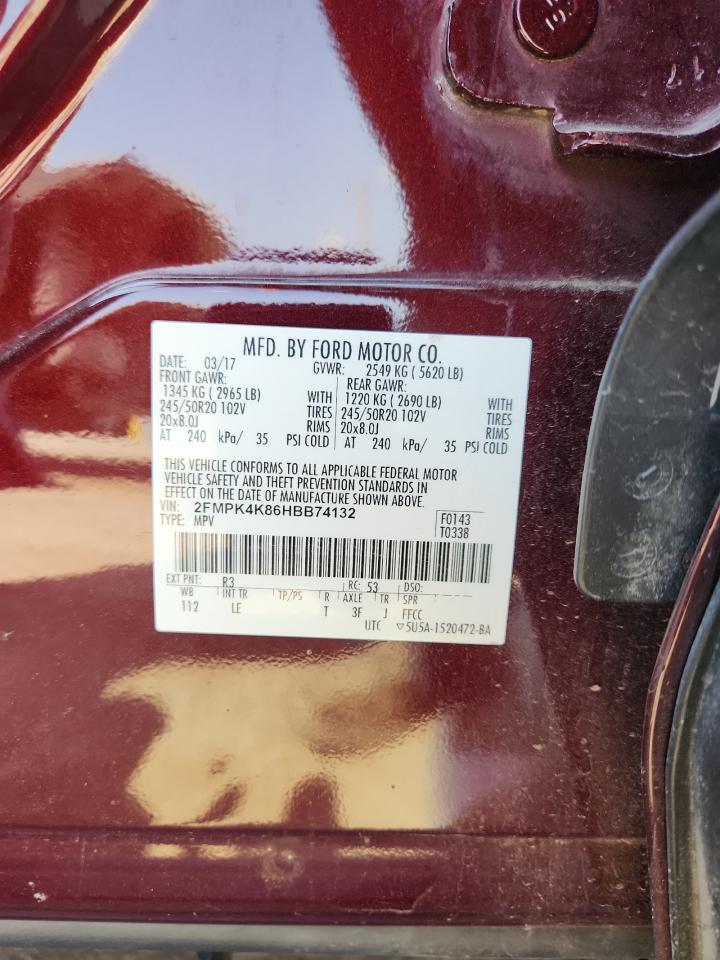 MFD. BY FORD MOTOR CO.
DATE: 03/17 GVWR: 2549 KG ( 5620 LB)
FRONT GAWR: REAR GAWR:
1345 KG ( 2965 LB) WITH 1220 KG ( 2690 LB) WITH
245/50R20 102V TIRES 245/50R20 102V TIRES
20x8.0J RIMS 20x8.0J RIMS
AT 240 kPa/ 35 PSI COLD AT 240 kPa/ 35 PSI COLD
THIS VEHICLE CONFORMS TO ALL APPLICABLE FEDERAL MOTOR
VEHICLE SAFETY AND THEFT PREVENTION STANDARDS IN
EFFECT ON THE DATE OF MANUFACTURE SHOWN ABOVE.
VIN: 2FMPK4K86HBB74132 F0143
TYPE: MPV T0338
EXT PNT: R3 RC: 53 DSO:
WB INT TR TP/PS R AXLE TR SPR
112 LE T 3F J FFCC
UTC ▽5U5A-1520472-BA